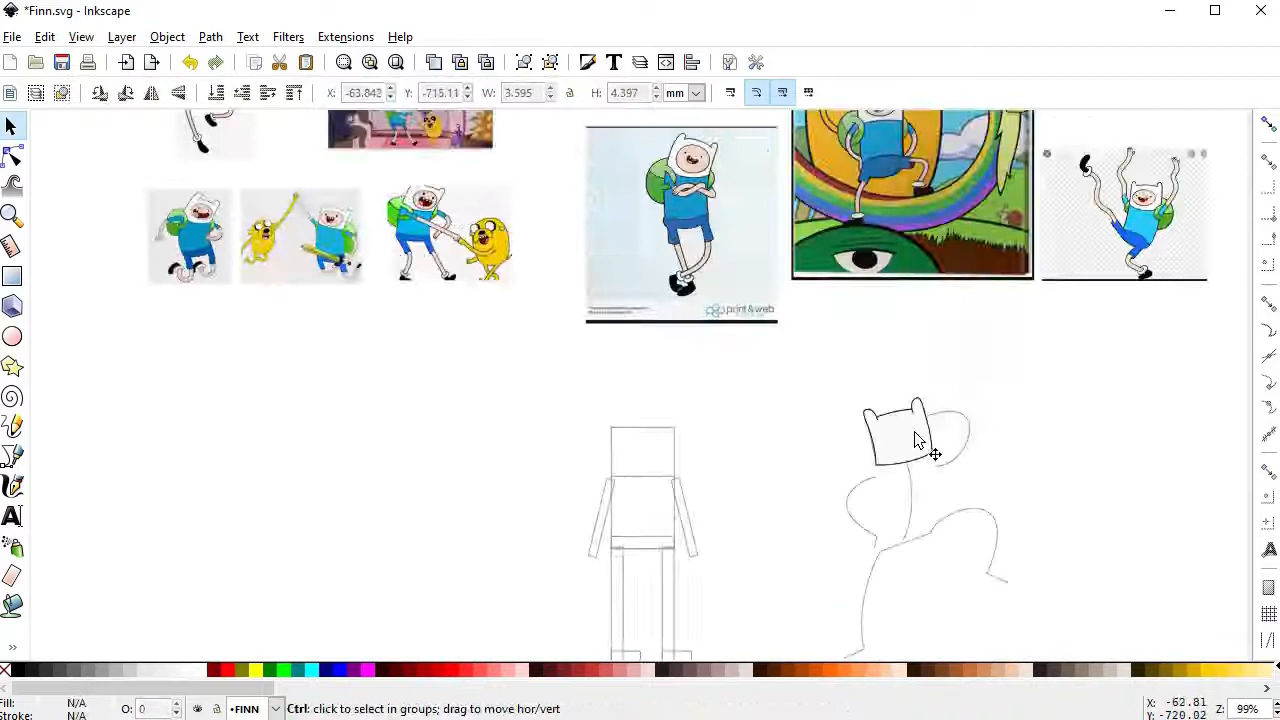 *Finn.svg - Inkscape
File Edit View Layer Object Path Text Filters Extensions Help
X: -63.842 Y: -716.11 W: 3.595 H: 4.397 mm
print & web
Fill: N/A
Stroke: N/A
O: 0
•FINN
Ctrl: click to select in groups; drag to move hor/vert
X: -62.81
Y: -720.02
Z: 99%